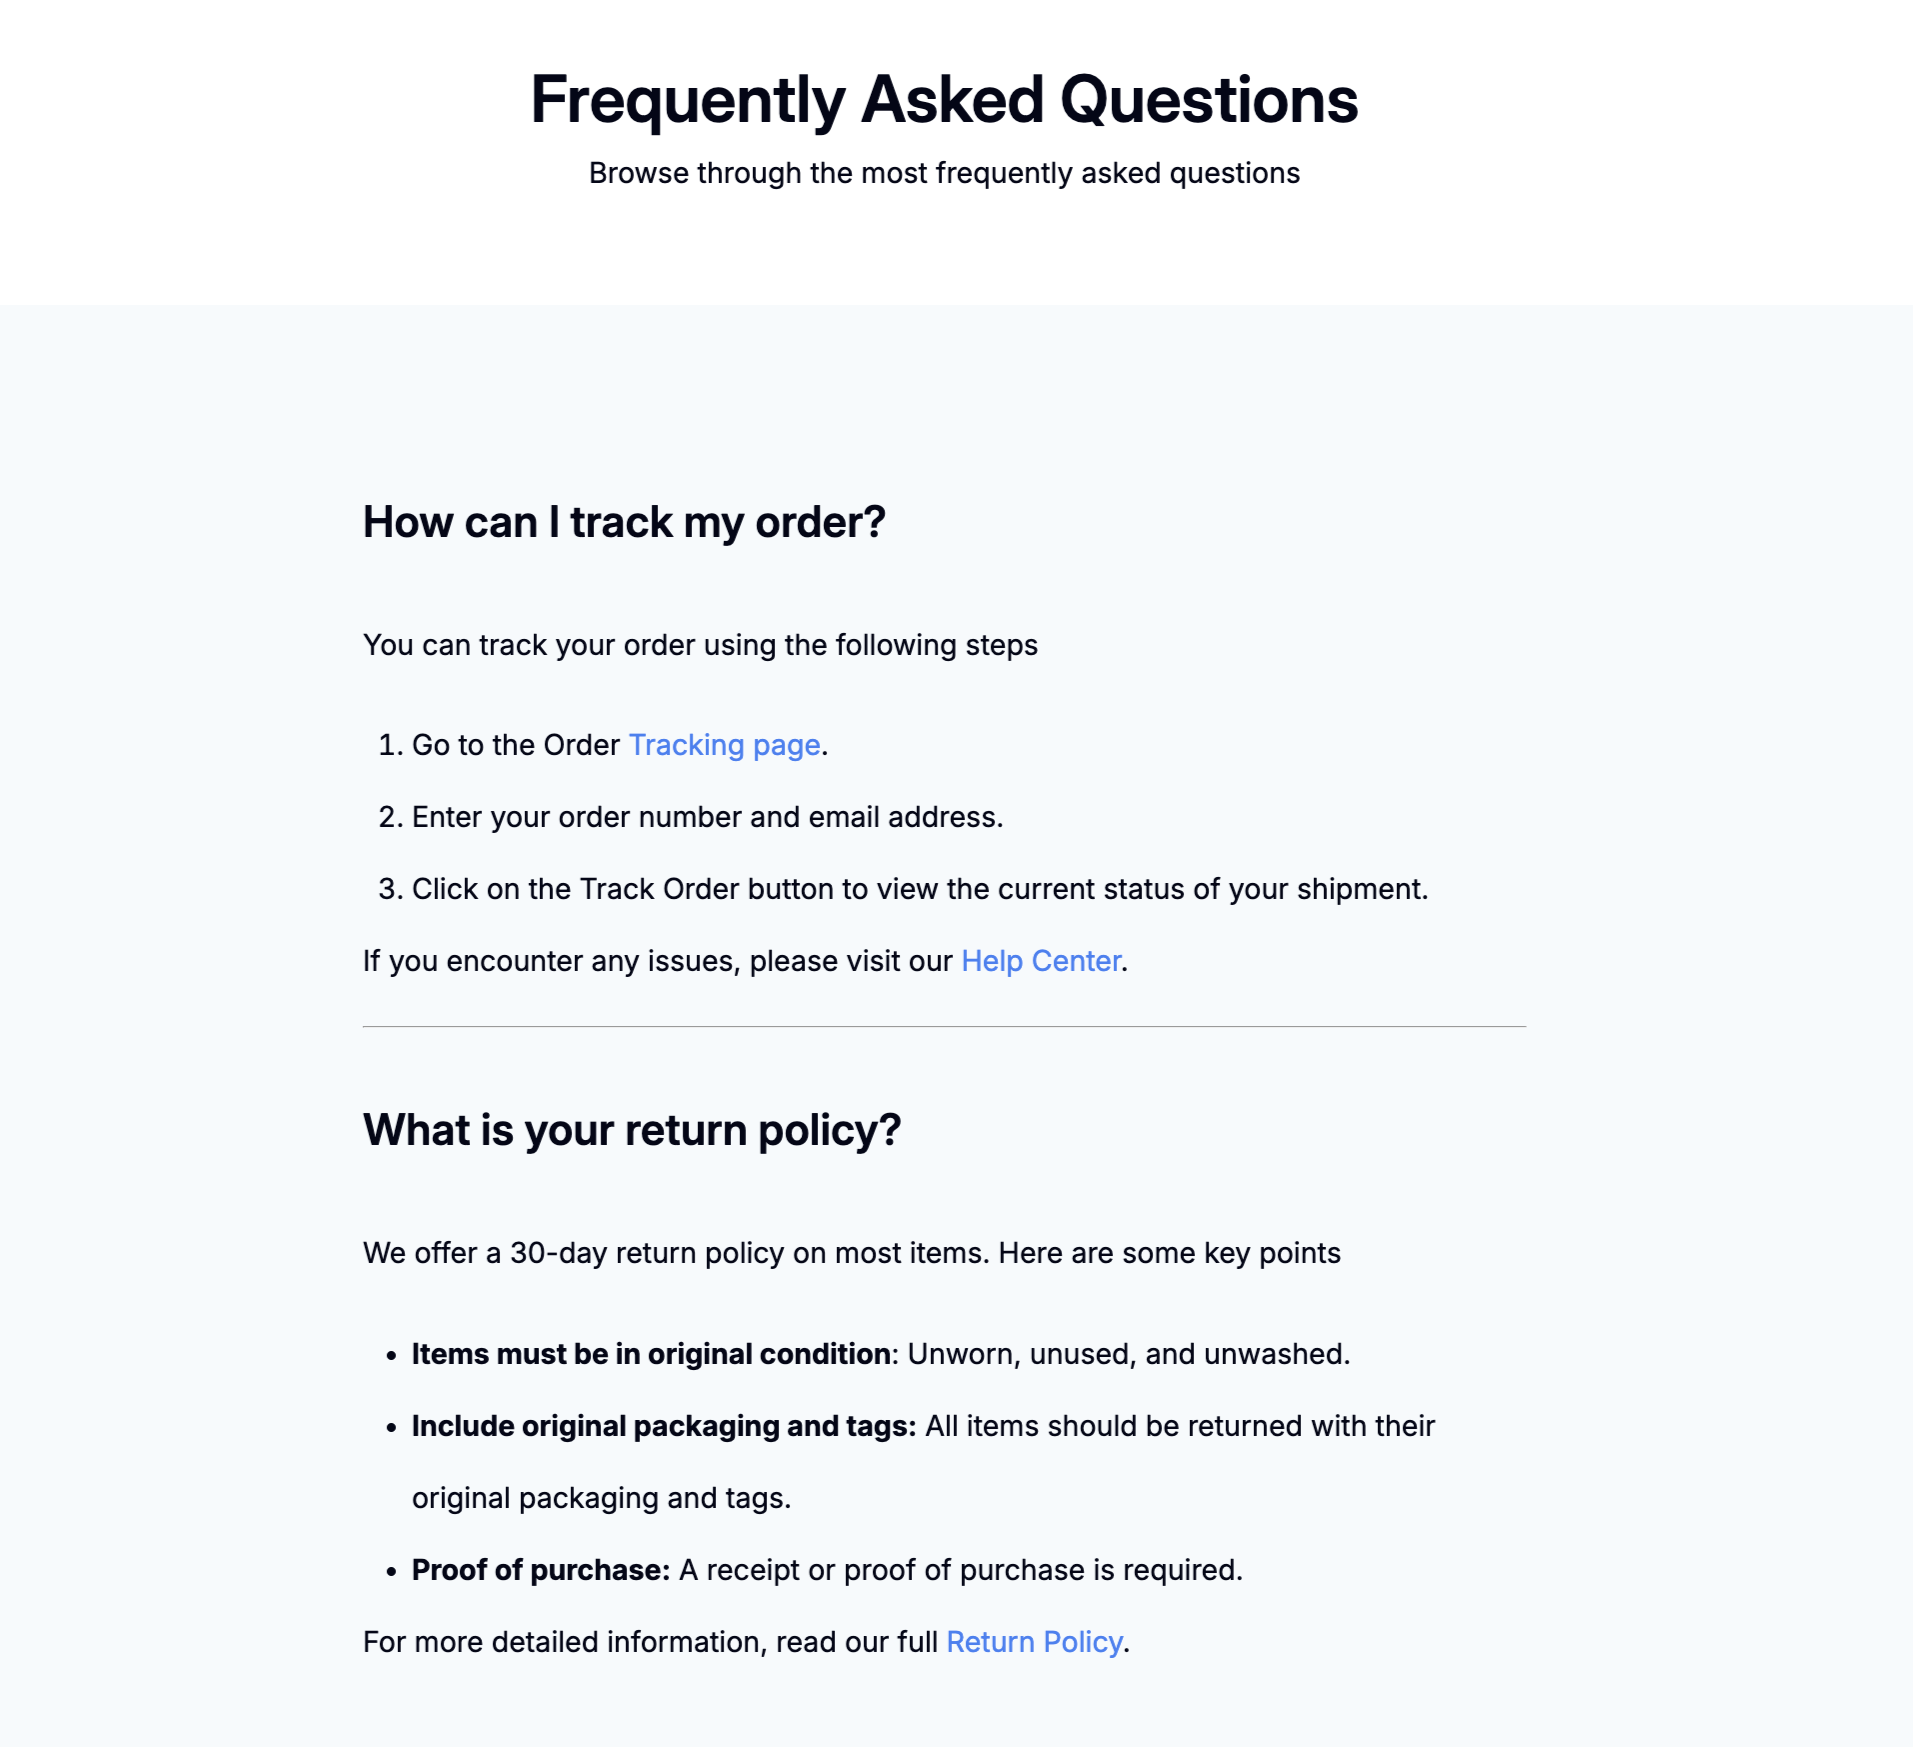 Frequently Asked Questions
Browse through the most frequently asked questions
How can I track my order?
You can track your order using the following steps
1. Go to the Order Tracking page.
2. Enter your order number and email address.
3. Click on the Track Order button to view the current status of your shipment.
If you encounter any issues, please visit our Help Center.
What is your return policy?
We offer a 30-day return policy on most items. Here are some key points
• Items must be in original condition: Unworn, unused, and unwashed.
• Include original packaging and tags: All items should be returned with their
original packaging and tags.
• Proof of purchase: A receipt or proof of purchase is required.
For more detailed information, read our full Return Policy.